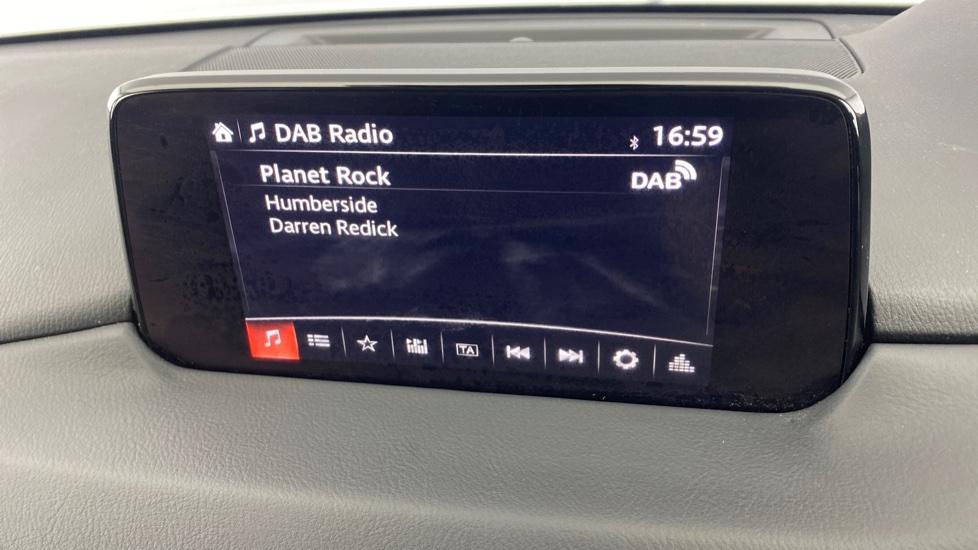 DAB Radio
16:59
Planet Rock
DAB
Humberside
Darren Redick
TA